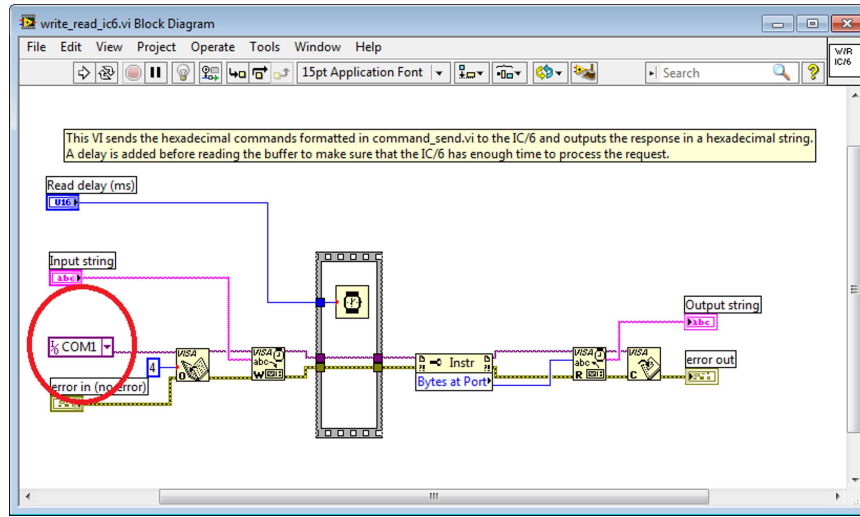 write_read_ic6.vi Block Diagram
File Edit View Project Operate Tools Window Help
W/R
IC/6
15pt Application Font
Search
This VI sends the hexadecimal commands formatted in command_send.vi to the IC/6 and outputs the response in a hexadecimal string.
A delay is added before reading the buffer to make sure that the IC/6 has enough time to process the request.
Read delay (ms)
U16
Input string
abc
Output string
abc
I/O COM1
VISA
O
VISA
abc
W
Instr
Bytes at Port
VISA
abc
R
VISA
C
error out
4
error in (no error)